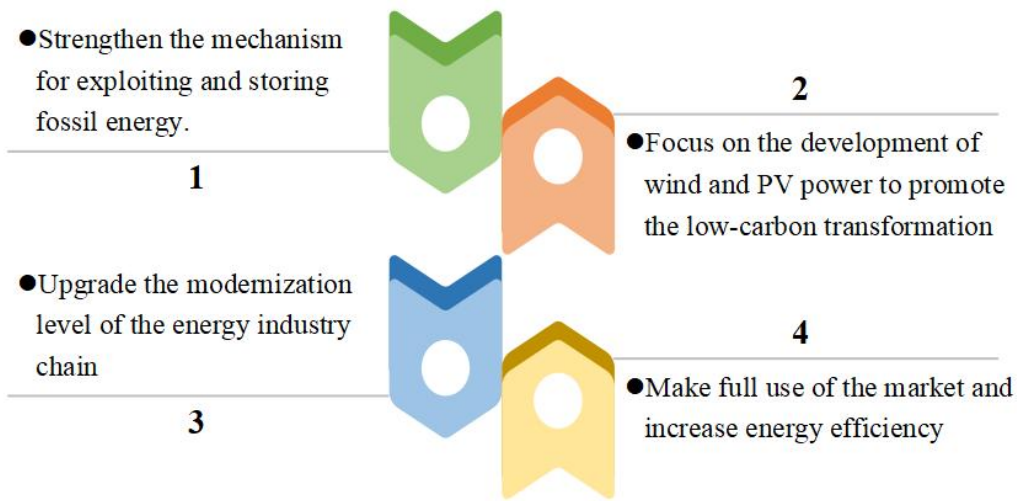 ●Strengthen the mechanism
for exploiting and storing
fossil energy.
1
2
●Focus on the development of
wind and PV power to promote
the low-carbon transformation
●Upgrade the modernization
level of the energy industry
chain
3
4
●Make full use of the market and
increase energy efficiency